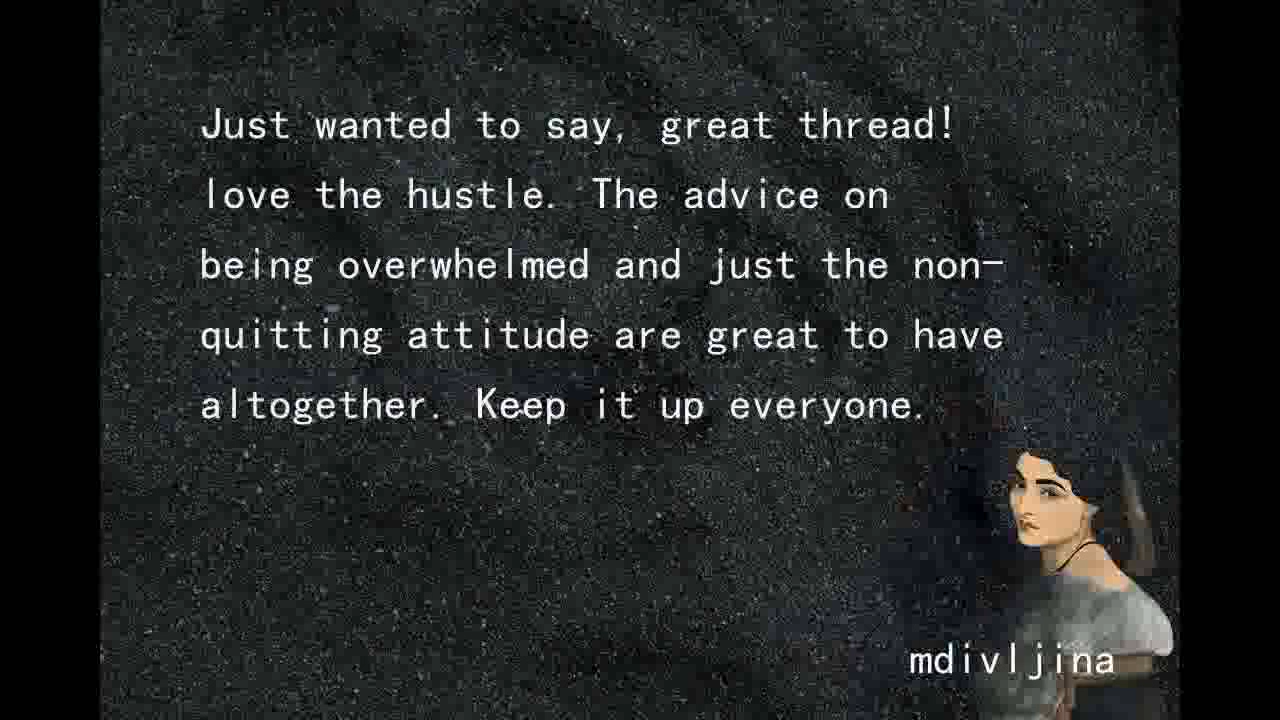 Just wanted to say, great thread!
love the hustle. The advice on
being overwhelmed and just the non-
quitting attitude are great to have
altogether. Keep it up everyone.
mdivljina